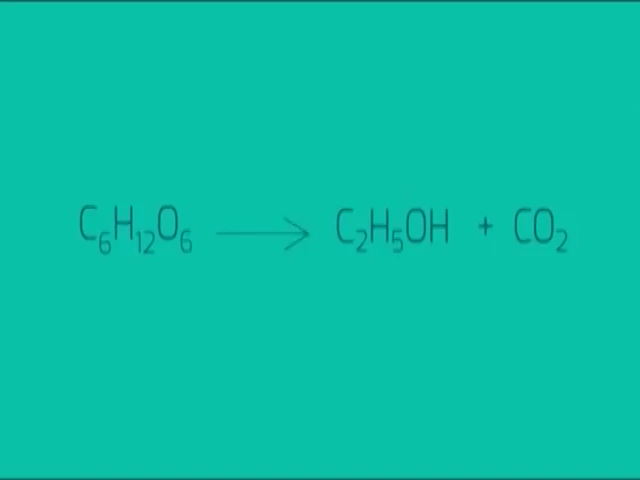 C₆H₁₂O₆ ⟶ C₂H₅OH + CO₂